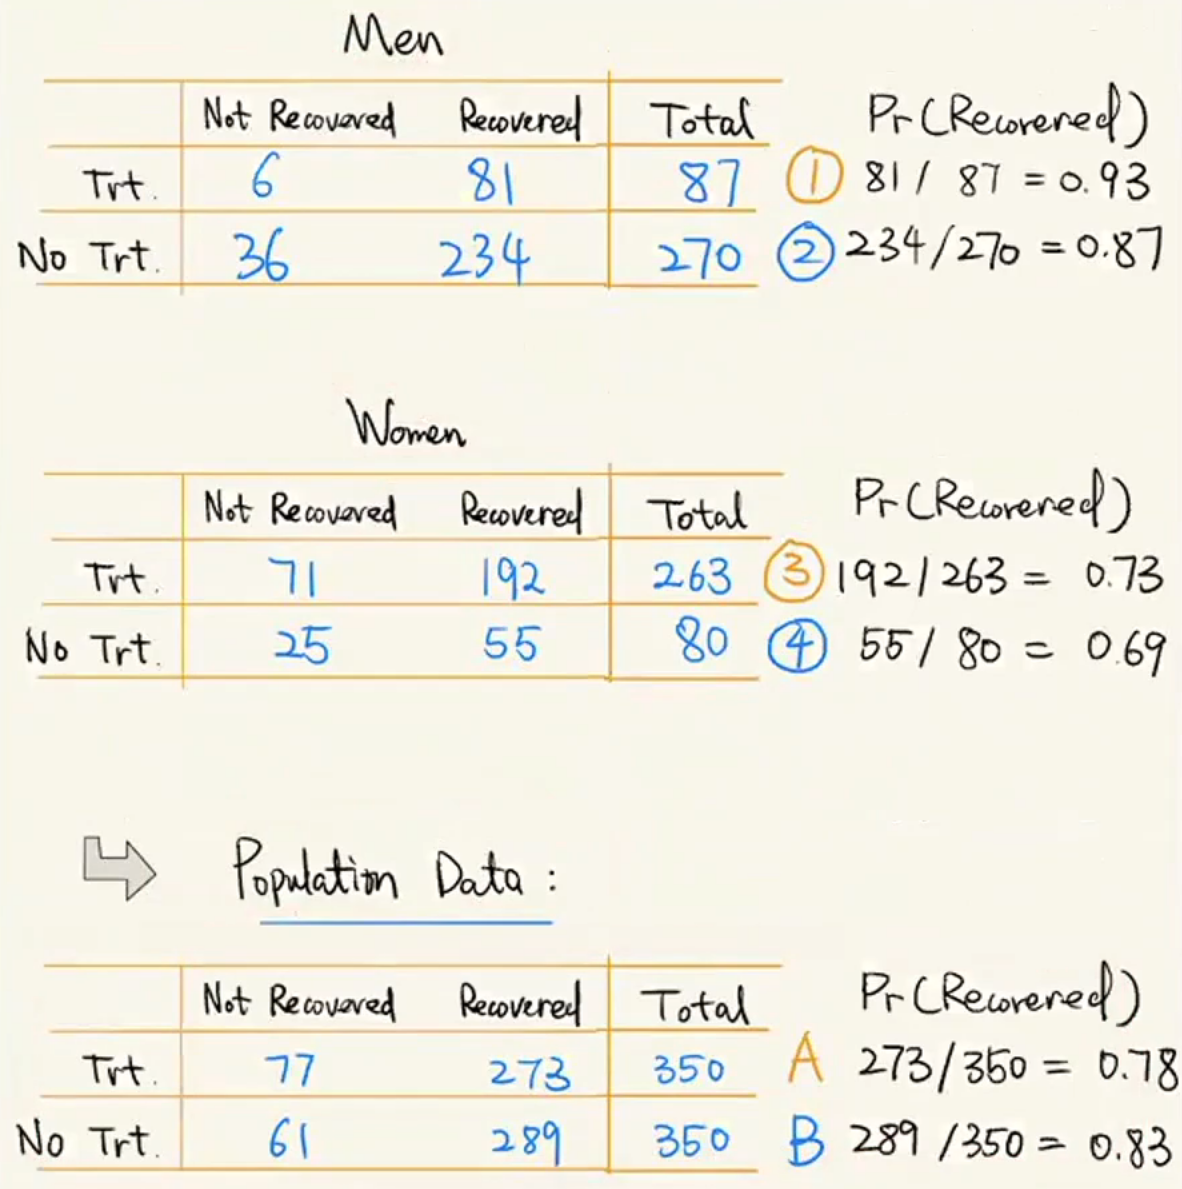 Men
Not Recovered Recovered Total Pr(Recovered)
Trt. 6 81 87 ① 81 / 87 = 0.93
No Trt. 36 234 270 ② 234/270 = 0.87
Women
Not Recovered Recovered Total Pr(Recovered)
Trt. 71 192 263 ③ 192/263 = 0.73
No Trt. 25 55 80 ④ 55/ 80 = 0.69
Population Data :
Not Recovered Recovered Total Pr(Recovered)
Trt. 77 273 350 A 273/350 = 0.78
No Trt. 61 289 350 B 289 /350 = 0.83